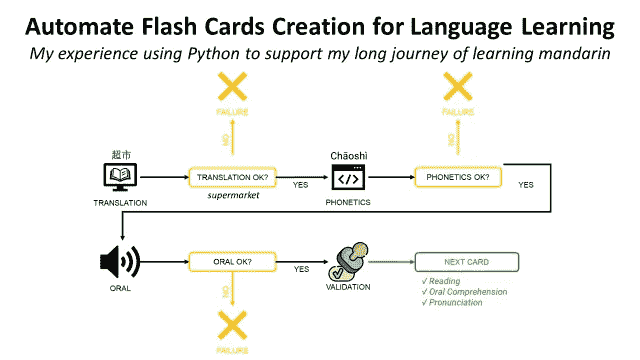 Automate Flash Cards Creation for Language Learning
My experience using Python to support my long journey of learning mandarin
FAILURE
FAILURE
NO
NO
超市
Chāoshì
TRANSLATION OK?
PHONETICS OK?
YES
YES
supermarket
TRANSLATION
PHONETICS
ORAL OK?
NEXT CARD
YES
ORAL
VALIDATION
✓ Reading
✓ Oral Comprehension
✓ Pronunciation
NO
FAILURE